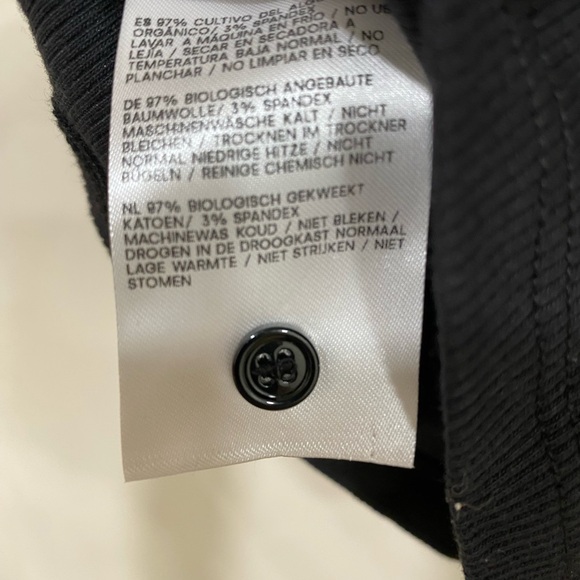 ES 97% CULTIVO DEL ALG
ORGÁNICO/ 3% SPANDEX
LAVAR A MÁQUINA EN FRÍO / NO US
LEJÍA / SECAR EN SECADORA A
TEMPERATURA BAJA NORMAL / NO
PLANCHAR / NO LIMPIAR EN SECO
DE 97% BIOLOGISCH ANGEBAUTE
BAUMWOLLE/ 3% SPANDEX
MASCHINENWÄSCHE KALT / NICHT
BLEICHEN / TROCKNEN IM TROCKNER
NORMAL NIEDRIGE HITZE / NICHT
BÜGELN / REINIGE CHEMISCH NICHT
NL 97% BIOLOGISCH GEKWEEKT
KATOEN/ 3% SPANDEX
MACHINEWAS KOUD / NIET BLEKEN /
DROGEN IN DE DROOGKAST NORMAAL
LAGE WARMTE / NIET STRIJKEN / NIET
STOMEN